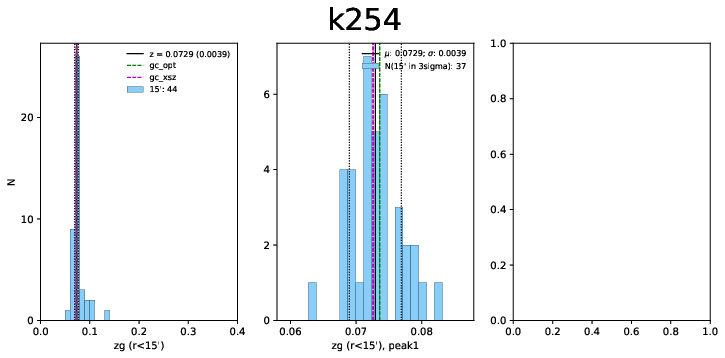 k254
z = 0.0729 (0.0039)
gc_opt
gc_xsz
15': 44
N
20
10
0
0.0 0.1 0.2 0.3 0.4
zg (r<15')
μ: 0.0729; σ: 0.0039
N(15' in 3sigma): 37
6
4
2
0
0.06 0.07 0.08
zg (r<15'), peak1
1.0
0.8
0.6
0.4
0.2
0.0
0.0 0.2 0.4 0.6 0.8 1.0